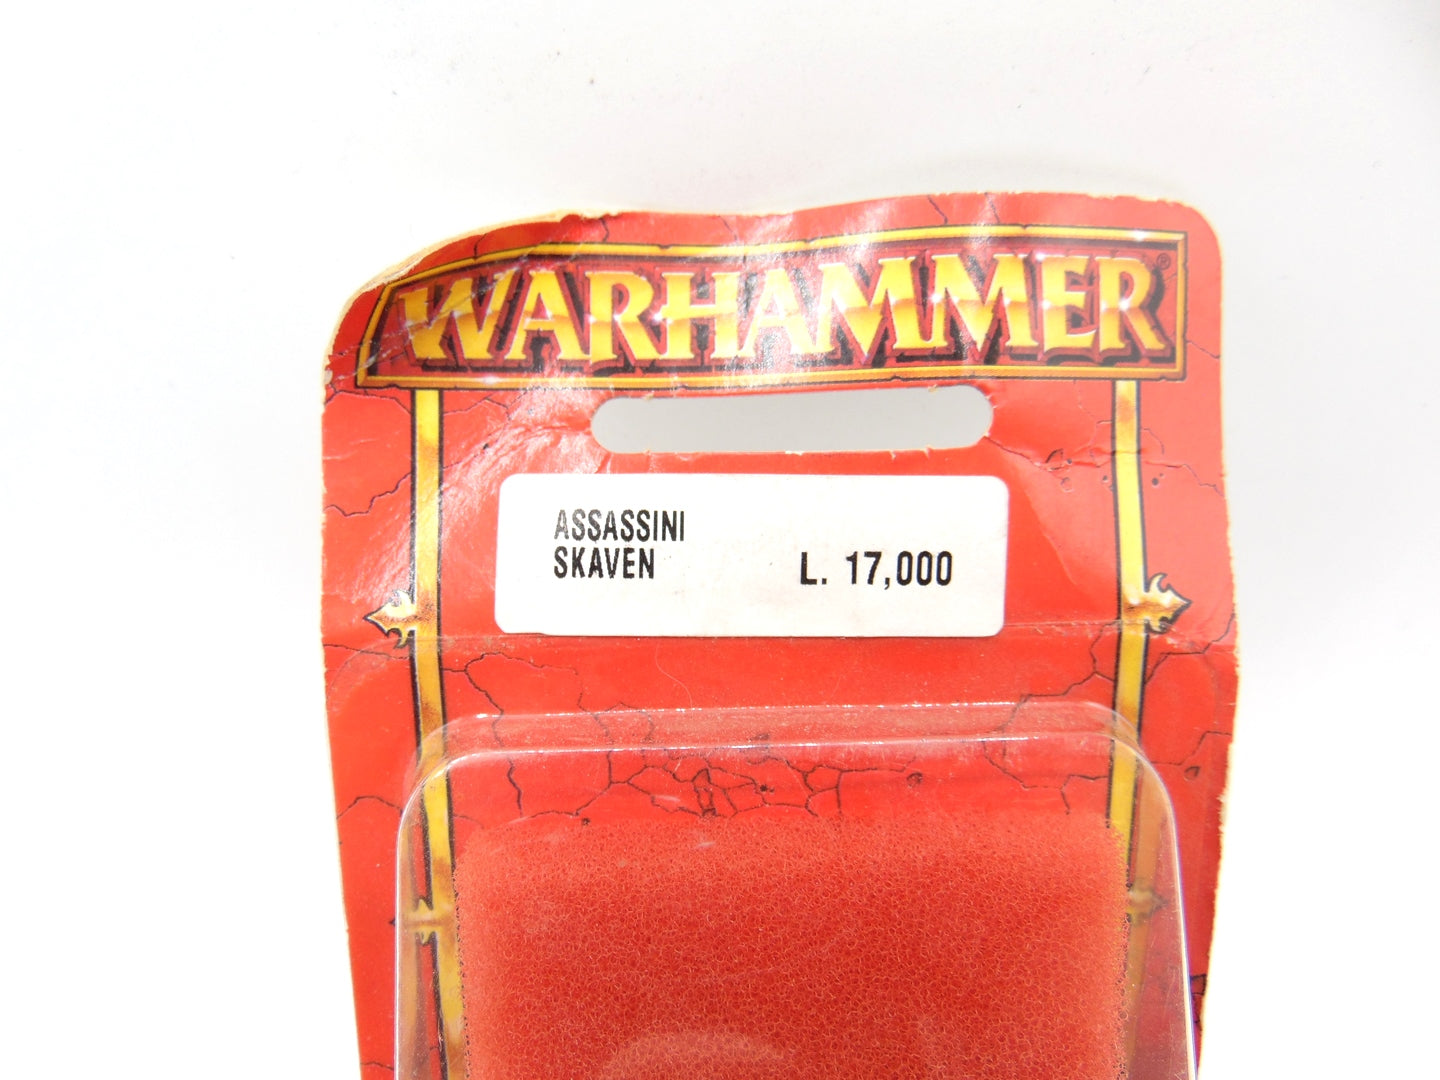 WARHAMMER®
ASSASSINI
SKAVEN L. 17,000